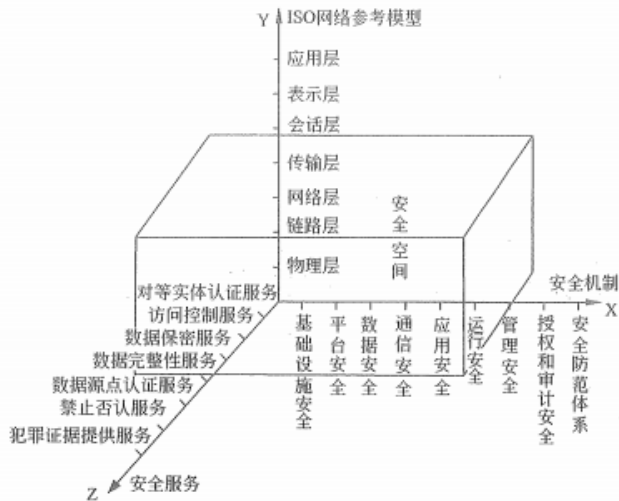 Y
ISO网络参考模型
应用层
表示层
会话层
传输层
网络层
链路层
物理层
安全空间
安全机制
X
对等实体认证服务
访问控制服务
数据保密服务
数据完整性服务
数据源点认证服务
禁止否认服务
犯罪证据提供服务
Z
安全服务
基础设施安全
平台安全
数据安全
通信安全
应用安全
运行安全
管理安全
授权和审计安全
安全防范体系